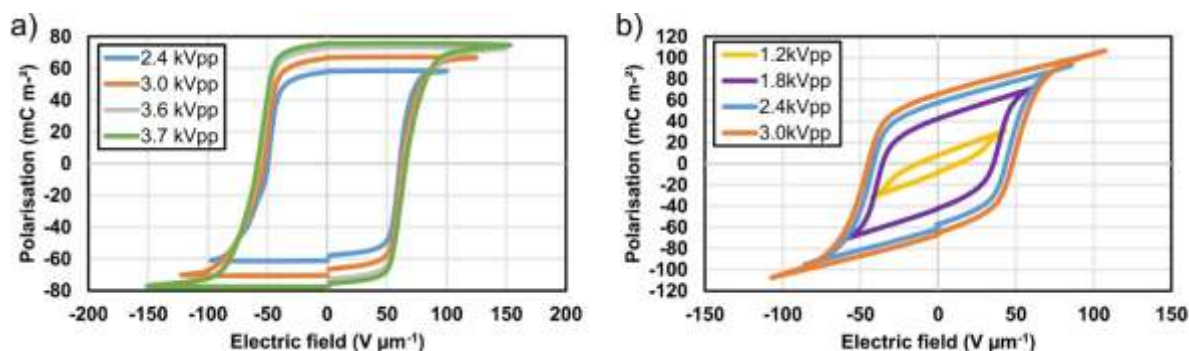 a)
80
60
40
20
0
-20
-40
-60
-80
-200 -150 -100 -50 0 50 100 150 200
Polarisation (mC m-²)
Electric field (V µm-1)
2.4 kVpp
3.0 kVpp
3.6 kVpp
3.7 kVpp
b)
120
100
80
60
40
20
0
-20
-40
-60
-80
-100
-120
-150 -100 -50 0 50 100 150
Polarisation (mC m-²)
Electric field (V µm-1)
1.2kVpp
1.8kVpp
2.4kVpp
3.0kVpp